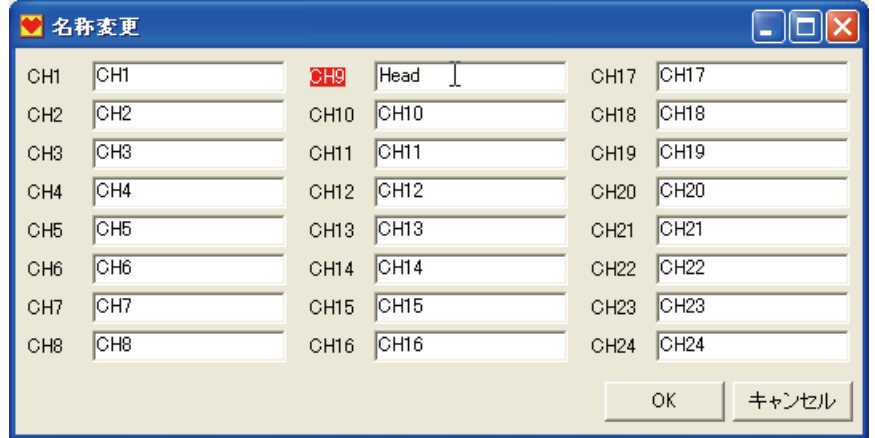 名称変更
CH1 CH1 CH9 Head CH17 CH17
CH2 CH2 CH10 CH10 CH18 CH18
CH3 CH3 CH11 CH11 CH19 CH19
CH4 CH4 CH12 CH12 CH20 CH20
CH5 CH5 CH13 CH13 CH21 CH21
CH6 CH6 CH14 CH14 CH22 CH22
CH7 CH7 CH15 CH15 CH23 CH23
CH8 CH8 CH16 CH16 CH24 CH24
OK キャンセル